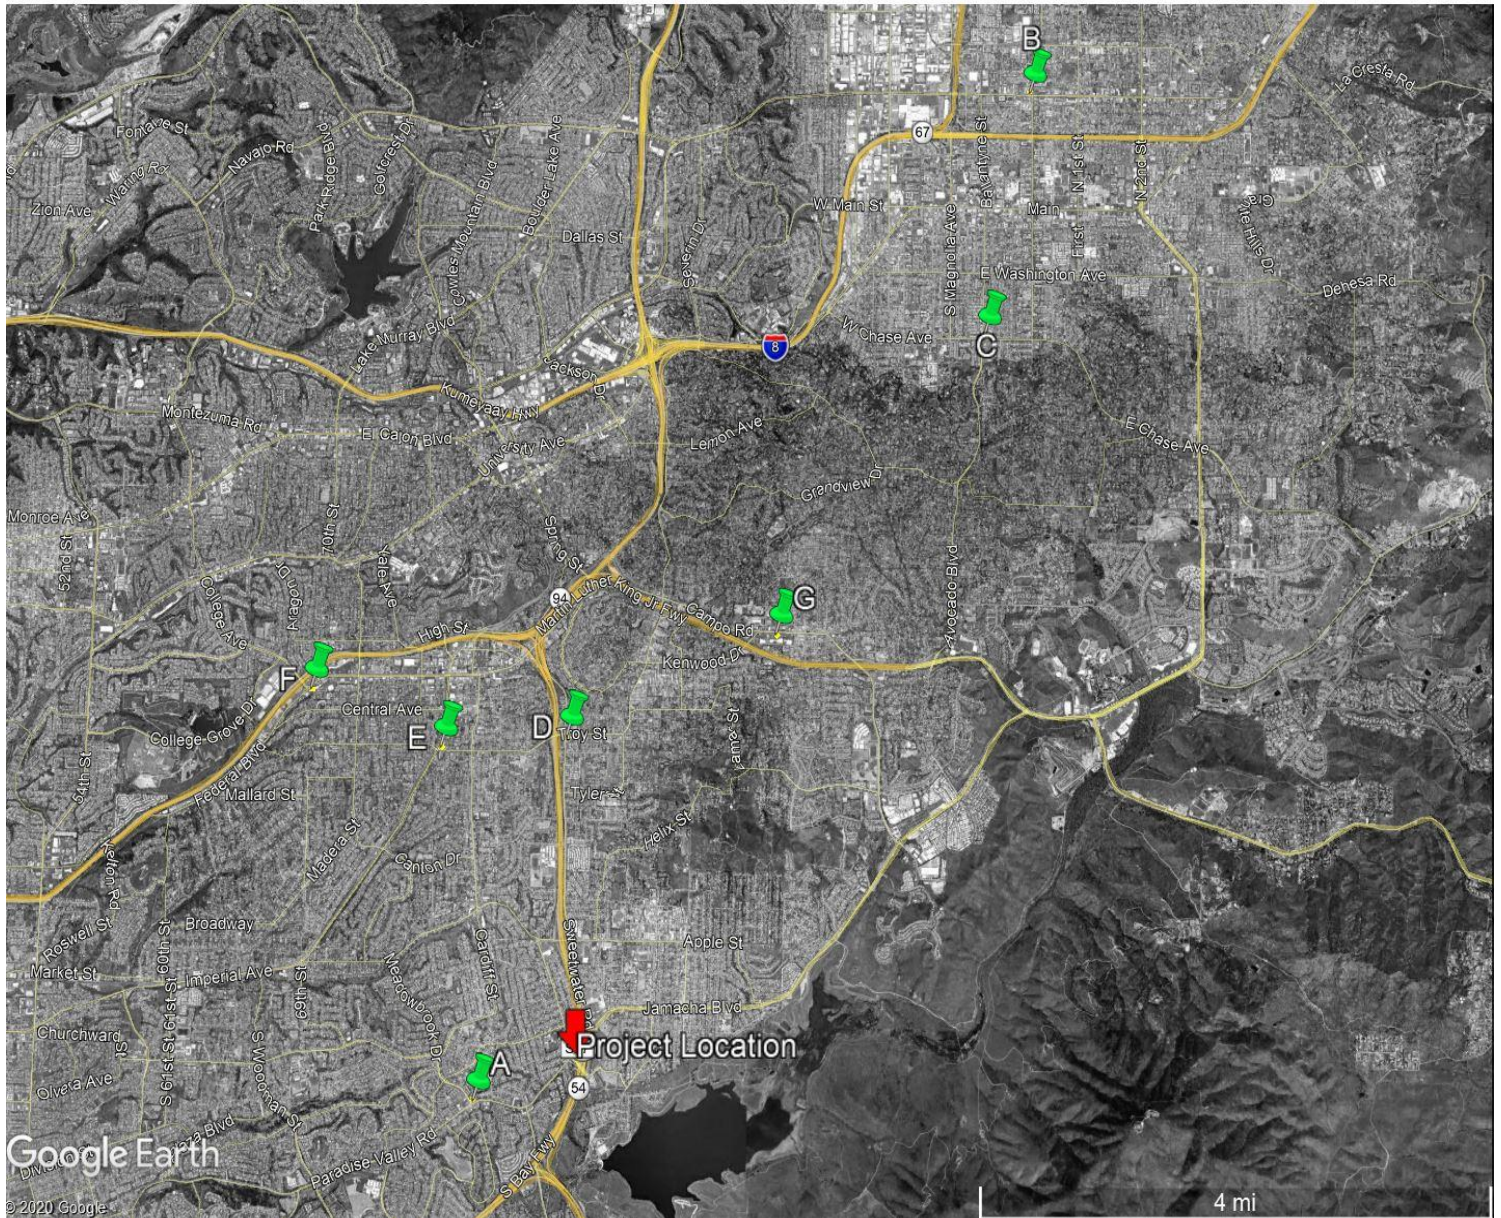 B
La Cresta Rd
Navajo Rd
Park Ridge Blvd
Golfcrest Dr
67
Ballantyne St
N 1st St
N 2nd St
Waring Rd
Cowles Mountain Blvd
Boulder Lake Ave
Zion Ave
W Main St
Main
First
Dallas St
Severin Dr
S Magnolia Ave
E Washington Ave
Dehesa Rd
Lake Murray Blvd
W Chase Ave
C
8
Jackson Dr
Kumeyaay Hwy
Montezuma Rd
E Cajon Blvd
University Ave
Lemon Ave
E Chase Ave
Grandview Dr
Monroe Ave
52nd St
70th St
Yale Ave
Spring St
Avocado Blvd
College Ave
Aragon Dr
94
Martin Luther King Jr Fwy
Campo Rd
G
High St
Kenwood Dr
F
Central Ave
E
D
Troy St
College Grove Dr
Federal Blvd
54th St
Mallard St
Tyler St
Helix St
Madera St
Canton Dr
Kelton Rd
Roswell St
Broadway
60th St
61st St
S 61st St
Market St
Imperial Ave
69th St
Meadowbrook D
Cardiff St
Sweetwater
Apple St
Jamacha Blvd
Churchward
St
S Woodman St
Project Location
A
54
Olvera Ave
Paradise Valley Rd
S Bay Fwy
Google Earth
© 2020 Google
4 mi